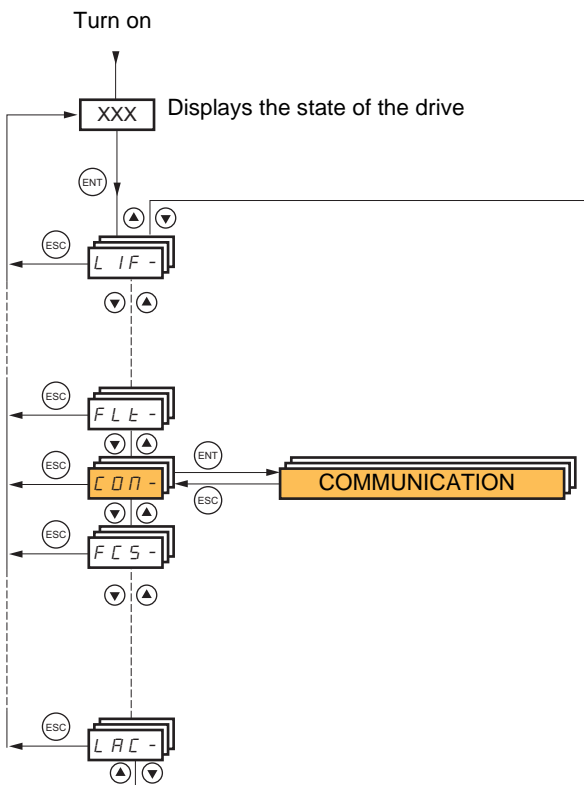 Turn on
XXX Displays the state of the drive
ENT
ESC
LIF-
ESC
FLt-
ESC
ENT
COM-
COMMUNICATION
ESC
ESC
FCS-
ESC
LAC-